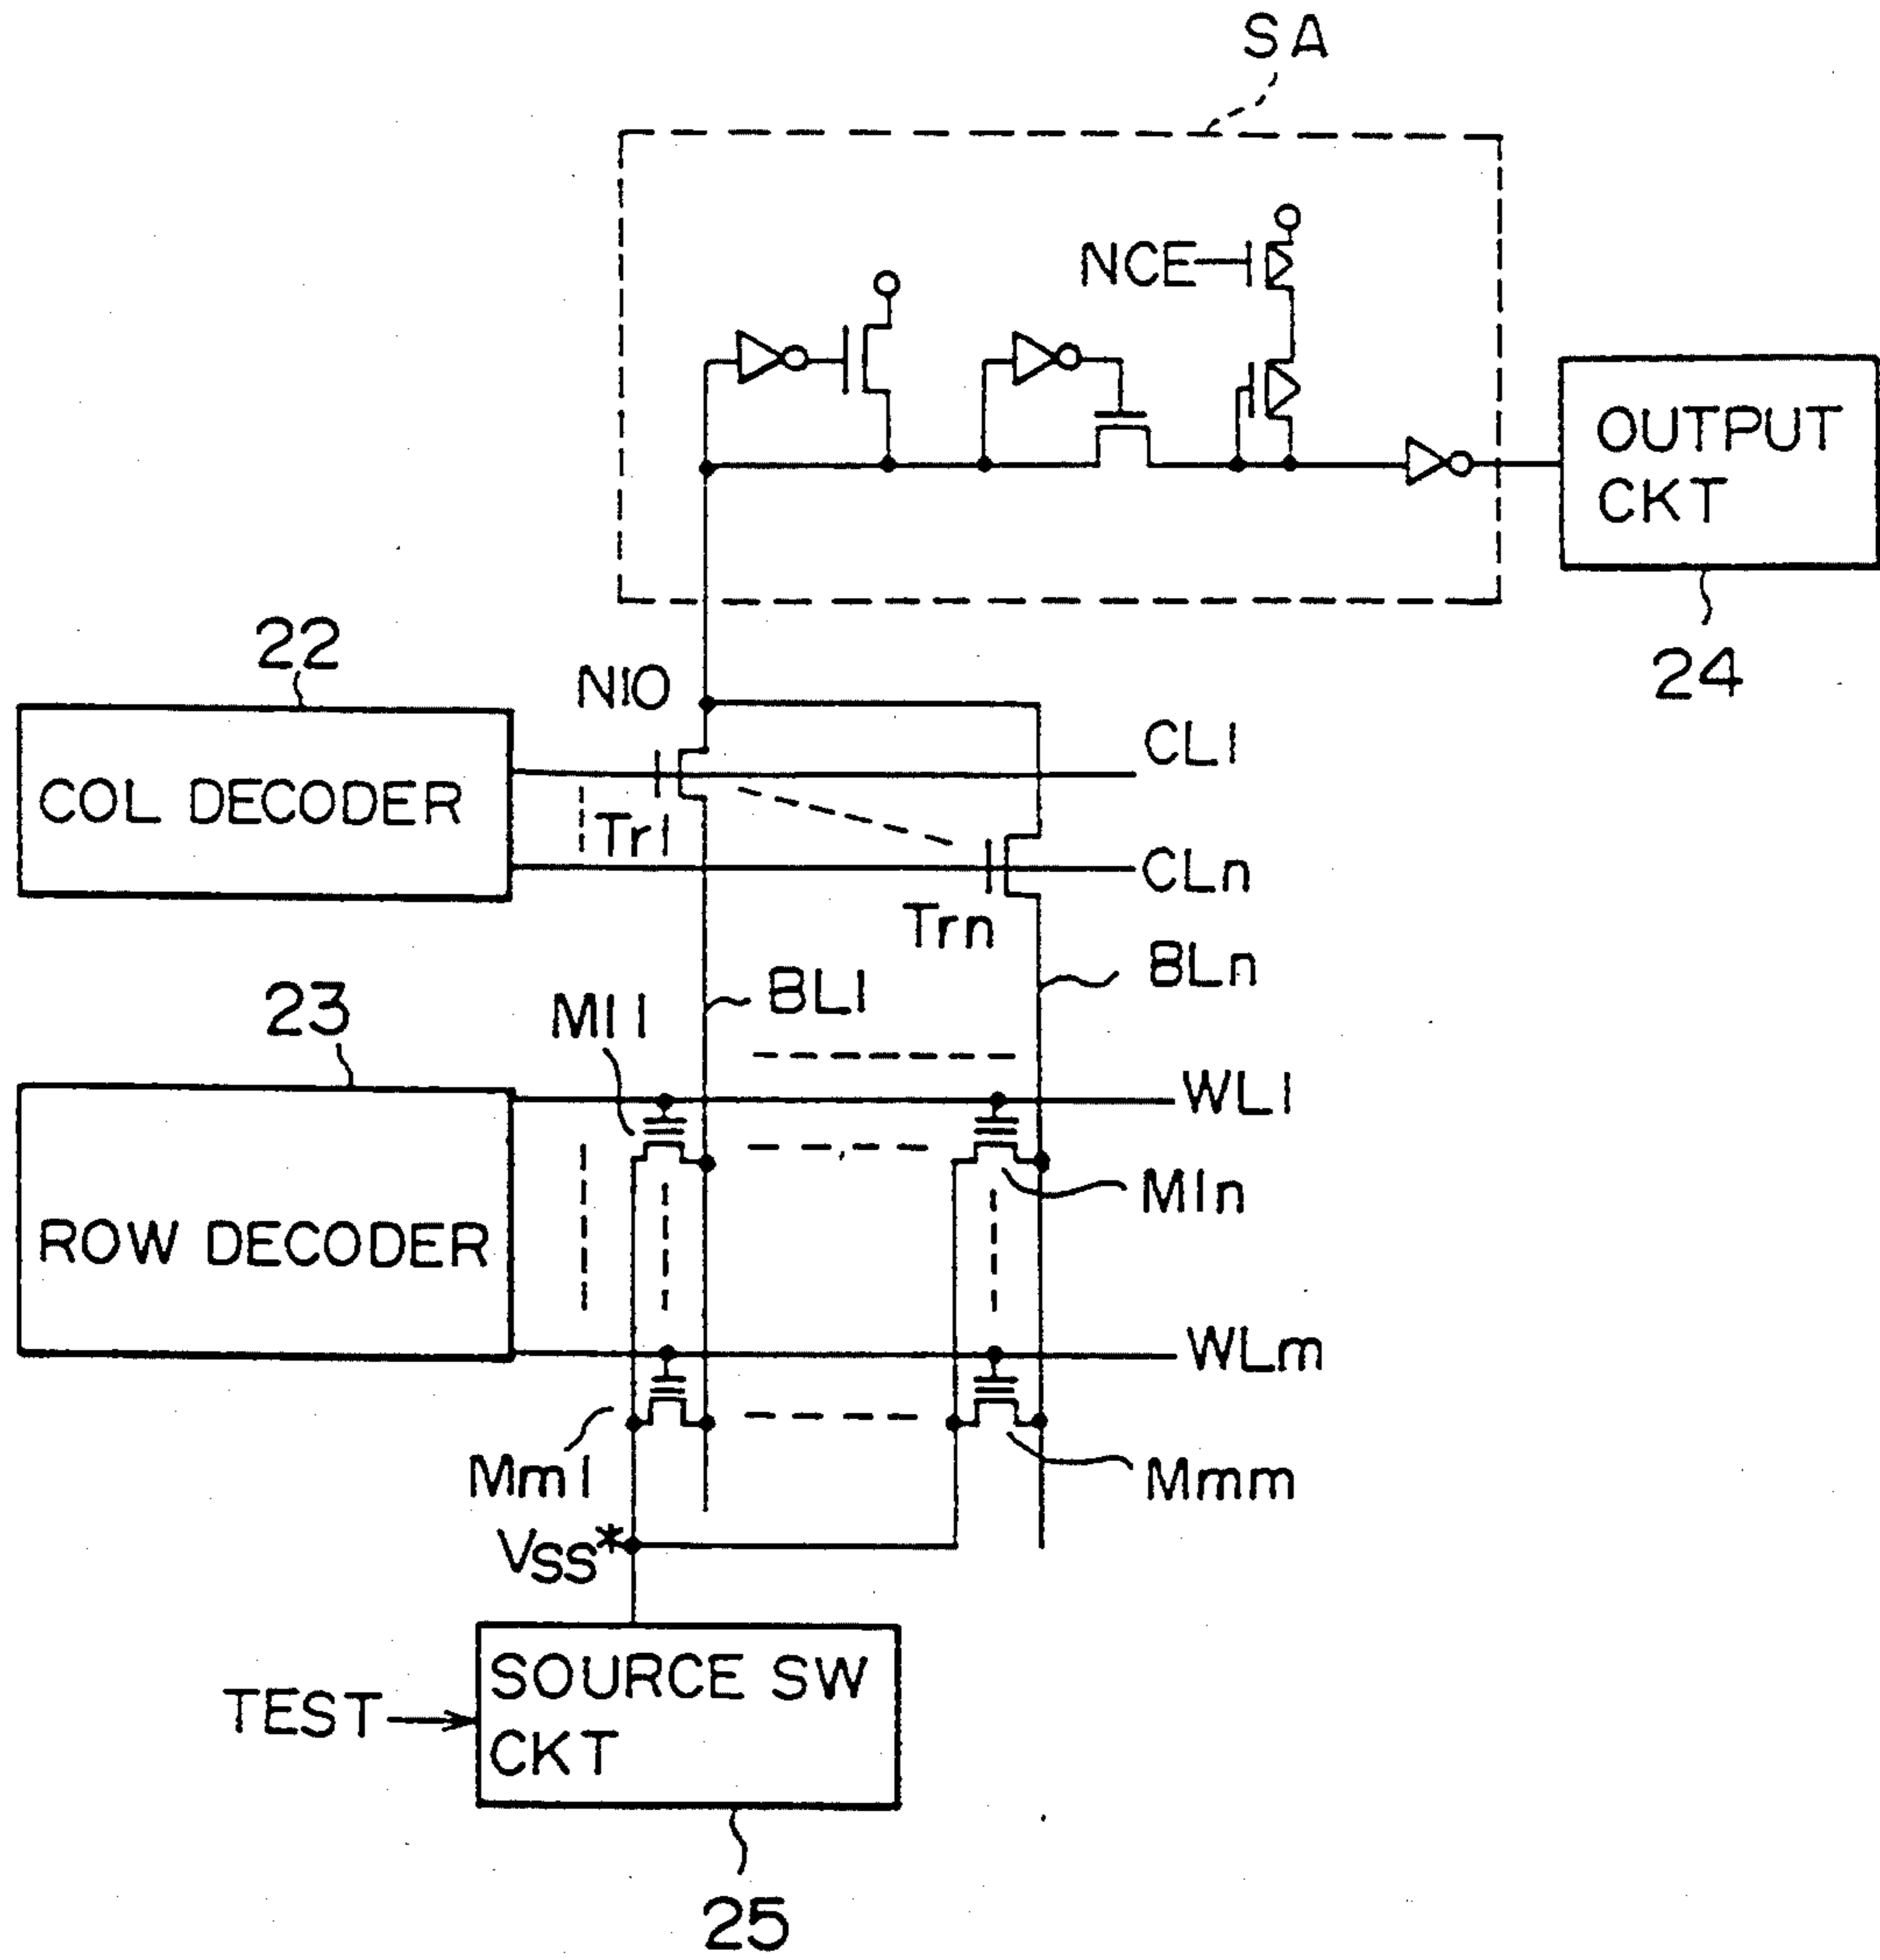 SA
NCE
OUTPUT
CKT
24
22
NIO
COL DECODER
CL1
Tr1
CLn
Trn
BLn
23
M11
BL1
WL1
ROW DECODER
M1n
WLm
Mm1
Mmm
Vss*
SOURCE SW
CKT
TEST
25